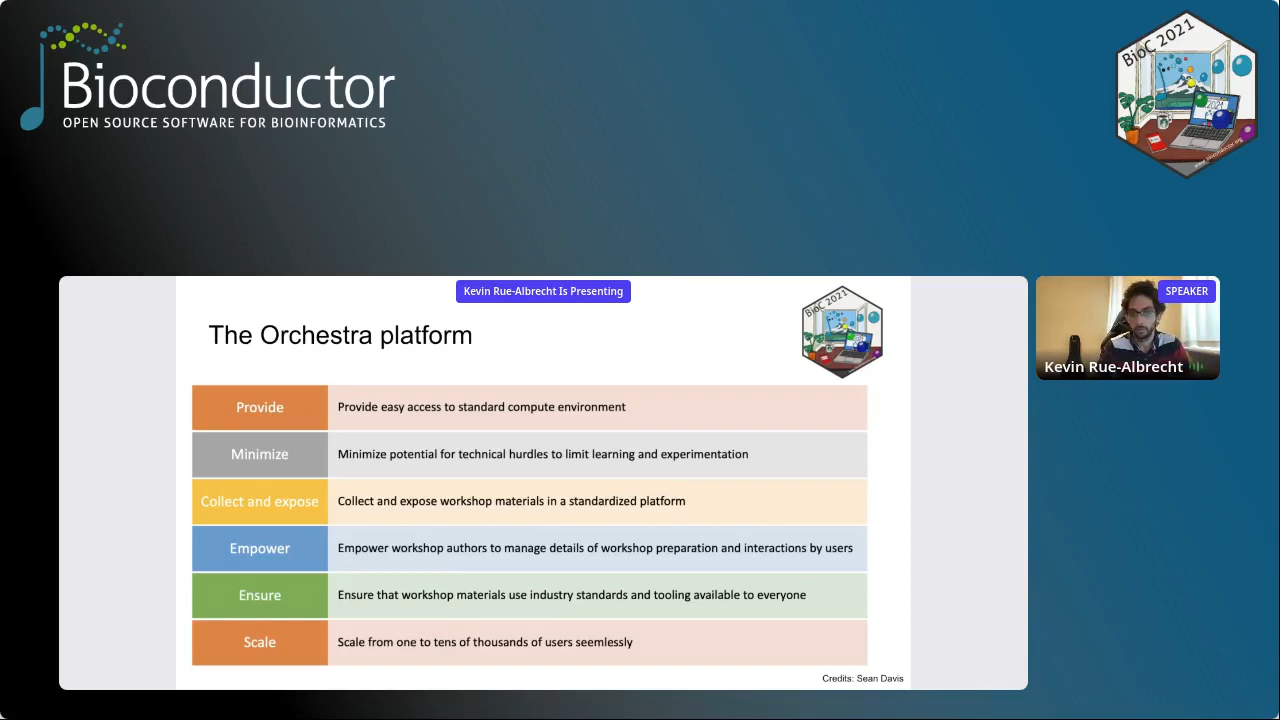 Bioconductor
OPEN SOURCE SOFTWARE FOR BIOINFORMATICS
BioC 2021
www.bioconductor.org
Kevin Rue-Albrecht Is Presenting
SPEAKER
Kevin Rue-Albrecht
The Orchestra platform
BioC 2021
Provide
Provide easy access to standard compute environment
Minimize
Minimize potential for technical hurdles to limit learning and experimentation
Collect and expose
Collect and expose workshop materials in a standardized platform
Empower
Empower workshop authors to manage details of workshop preparation and interactions by users
Ensure
Ensure that workshop materials use industry standards and tooling available to everyone
Scale
Scale from one to tens of thousands of users seemlessly
Credits: Sean Davis